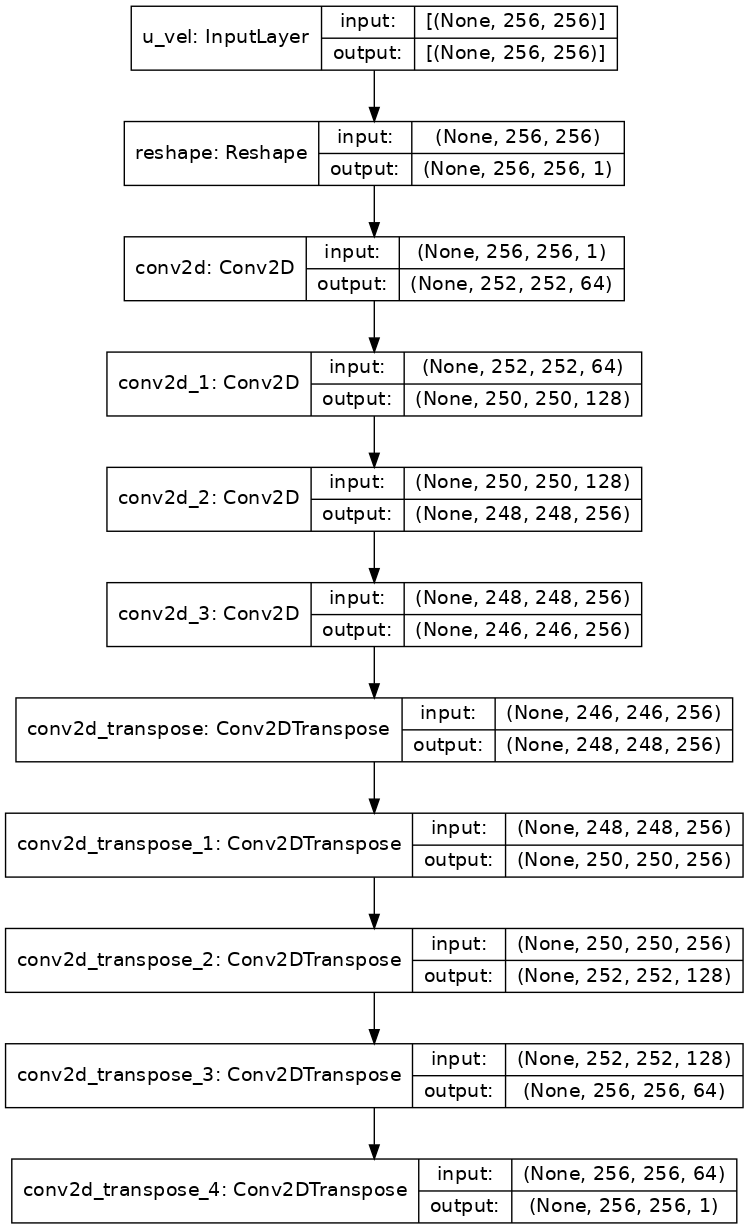 u_vel: InputLayer
input:
[(None, 256, 256)]
output:
[(None, 256, 256)]
reshape: Reshape
input:
(None, 256, 256)
output:
(None, 256, 256, 1)
conv2d: Conv2D
input:
(None, 256, 256, 1)
output:
(None, 252, 252, 64)
conv2d_1: Conv2D
input:
(None, 252, 252, 64)
output:
(None, 250, 250, 128)
conv2d_2: Conv2D
input:
(None, 250, 250, 128)
output:
(None, 248, 248, 256)
conv2d_3: Conv2D
input:
(None, 248, 248, 256)
output:
(None, 246, 246, 256)
conv2d_transpose: Conv2DTranspose
input:
(None, 246, 246, 256)
output:
(None, 248, 248, 256)
conv2d_transpose_1: Conv2DTranspose
input:
(None, 248, 248, 256)
output:
(None, 250, 250, 256)
conv2d_transpose_2: Conv2DTranspose
input:
(None, 250, 250, 256)
output:
(None, 252, 252, 128)
conv2d_transpose_3: Conv2DTranspose
input:
(None, 252, 252, 128)
output:
(None, 256, 256, 64)
conv2d_transpose_4: Conv2DTranspose
input:
(None, 256, 256, 64)
output:
(None, 256, 256, 1)